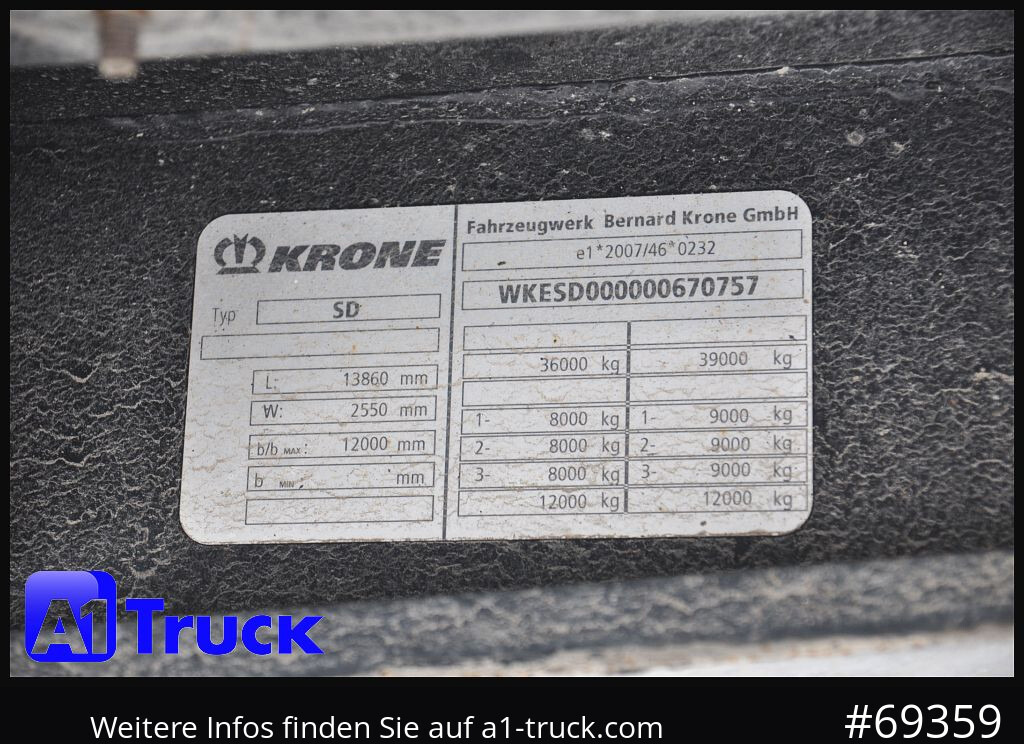 KRONE
Typ SD
L: 13860 mm
W: 2550 mm
b/b MAX: 12000 mm
b MIN: mm
Fahrzeugwerk Bernard Krone GmbH
e1*2007/46*0232
WKESD000000670757
36000 kg 39000 kg
1- 8000 kg 1- 9000 kg
2- 8000 kg 2- 9000 kg
3- 8000 kg 3- 9000 kg
12000 kg 12000 kg
A1 Truck
Weitere Infos finden Sie auf a1-truck.com
#69359